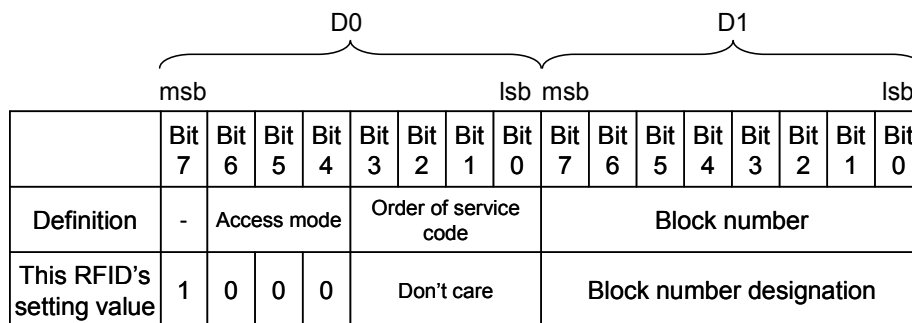 D0 D1
msb lsb msb lsb
Bit 7 Bit 6 Bit 5 Bit 4 Bit 3 Bit 2 Bit 1 Bit 0 Bit 7 Bit 6 Bit 5 Bit 4 Bit 3 Bit 2 Bit 1 Bit 0
Definition - Access mode Order of service code Block number
This RFID's setting value 1 0 0 0 Don't care Block number designation